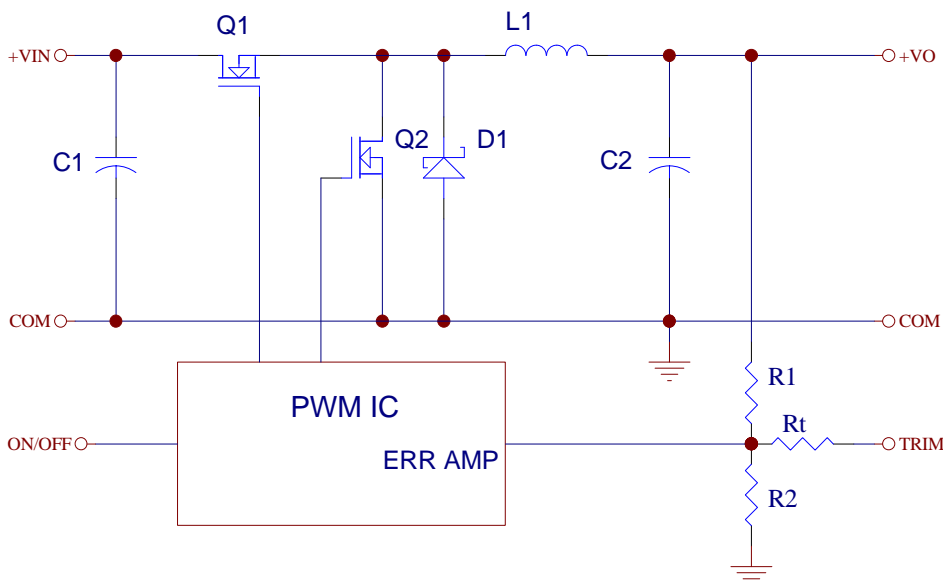 Q1
L1
+VIN
+VO
C1
Q2
D1
C2
COM
COM
PWM IC
R1
Rt
ON/OFF
ERR AMP
TRIM
R2